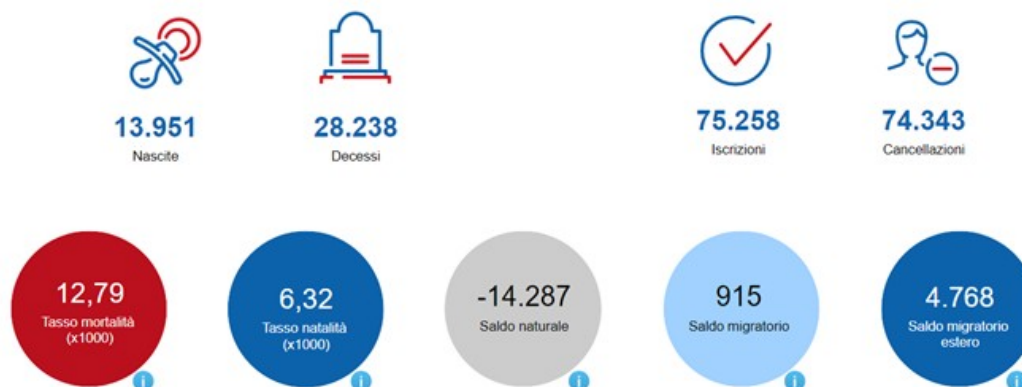 13.951
Nascite
28.238
Decessi
75.258
Iscrizioni
74.343
Cancellazioni
12,79
Tasso mortalità
(x1000)
6,32
Tasso natalità
(x1000)
-14.287
Saldo naturale
915
Saldo migratorio
4.768
Saldo migratorio
estero
i
i
i
i
i